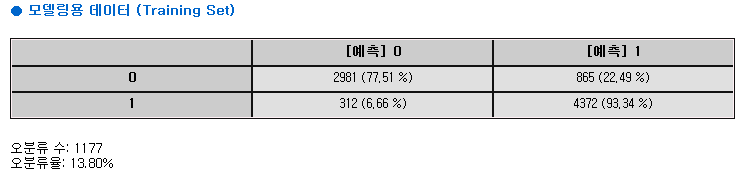 ● 모델링용 데이터 (Training Set)
[예측] 0 [예측] 1
0 2981 (77,51 %) 865 (22,49 %)
1 312 (6,66 %) 4372 (93,34 %)
오분류 수: 1177
오분류율: 13.80%